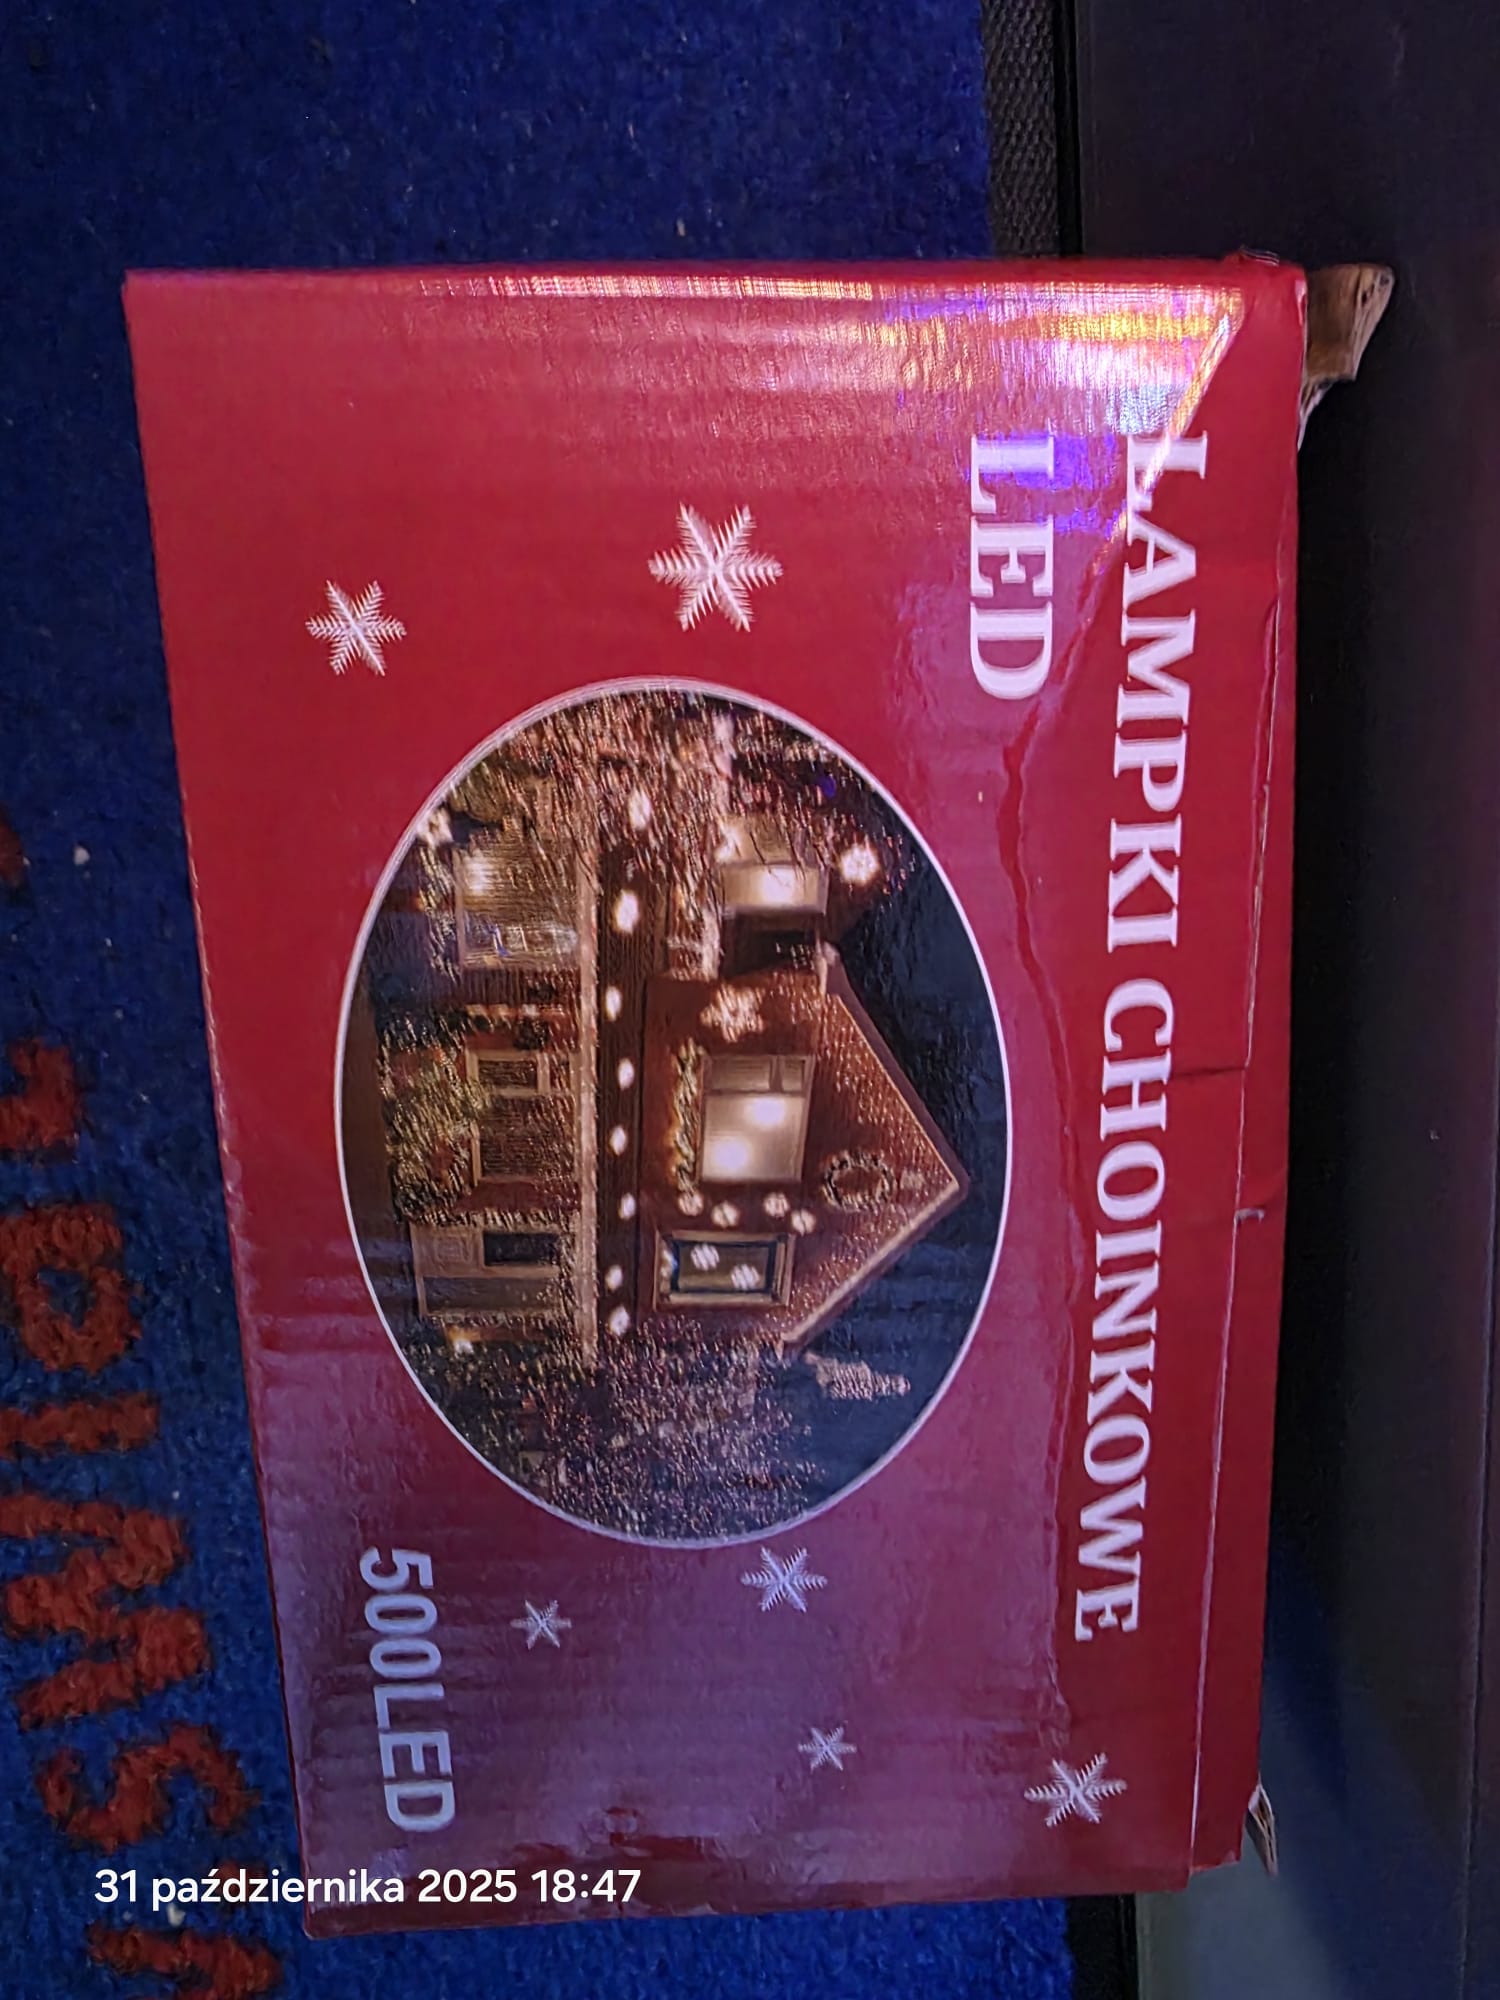 LAMPKI CHOINKOWE
LED
500LED
31 października 2025 18:47